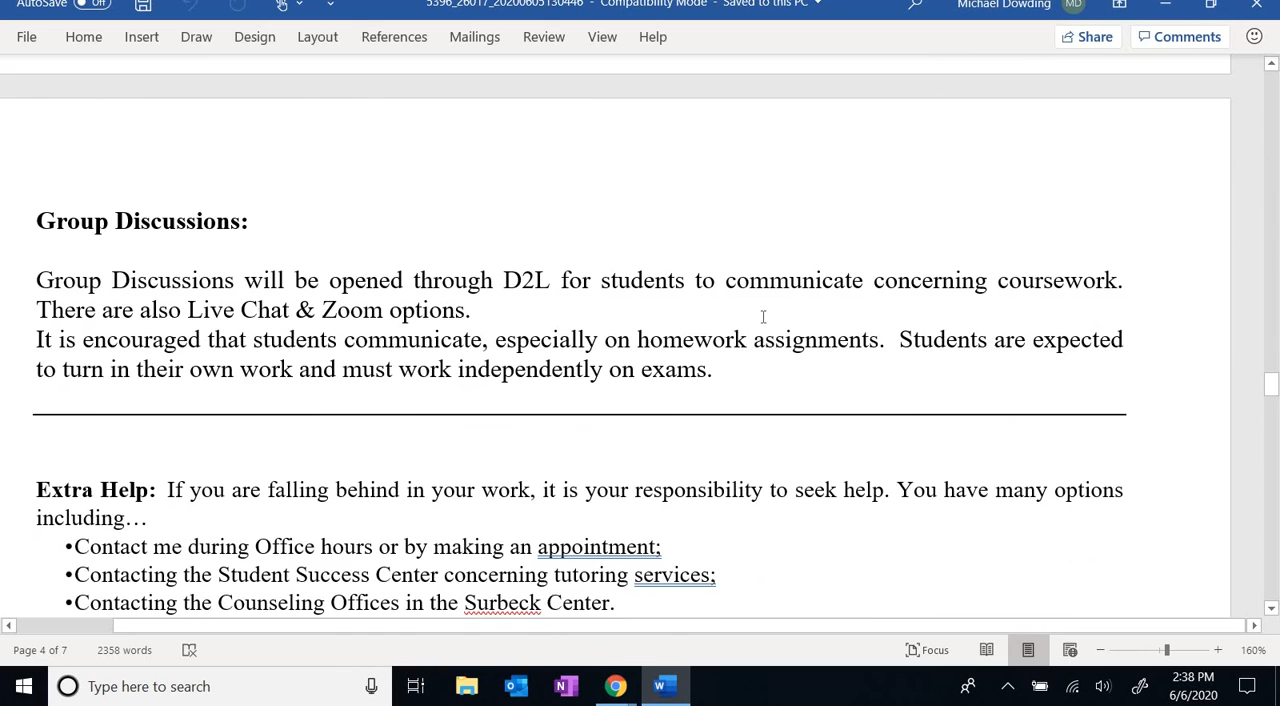 AutoSave Off 5396_26017_20200605130446 - Compatibility Mode - Saved to this PC Michael Dowding MD
File Home Insert Draw Design Layout References Mailings Review View Help Share Comments
Group Discussions:
Group Discussions will be opened through D2L for students to communicate concerning coursework.
There are also Live Chat & Zoom options.
It is encouraged that students communicate, especially on homework assignments. Students are expected
to turn in their own work and must work independently on exams.
Extra Help: If you are falling behind in your work, it is your responsibility to seek help. You have many options
including…
•Contact me during Office hours or by making an appointment;
•Contacting the Student Success Center concerning tutoring services;
•Contacting the Counseling Offices in the Surbeck Center.
Page 4 of 7 2358 words Focus 160%
Type here to search 2:38 PM
6/6/2020